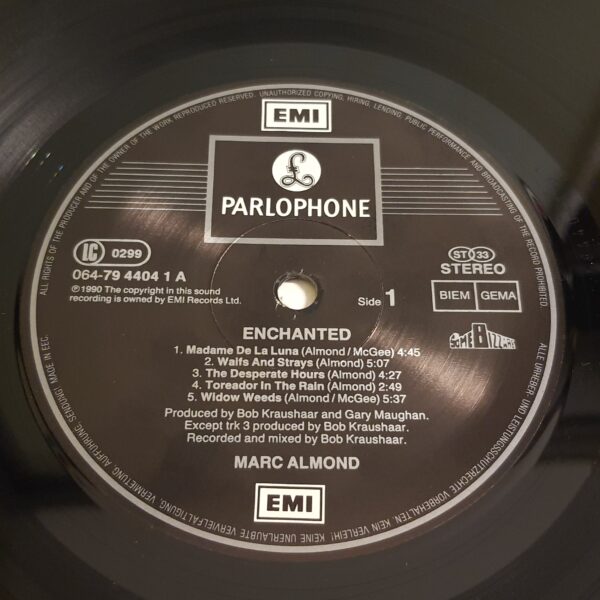 EMI
£
PARLOPHONE
LC 0299
064-79 4404 1 A
℗1990 The copyright in this sound
recording is owned by EMI Records Ltd.
Side 1
ST 33
STEREO
BIEM GEMA
SOME BIZZARE
ENCHANTED
1. Madame De La Luna (Almond/McGee) 4:45
2. Waifs And Strays (Almond) 5:07
3. The Desperate Hours (Almond) 4:27
4. Toreador In The Rain (Almond) 2:49
5. Widow Weeds (Almond/McGee) 5:37
Produced by Bob Kraushaar and Gary Maughan.
Except trk 3 produced by Bob Kraushaar.
Recorded and mixed by Bob Kraushaar.
MARC ALMOND
EMI
ALL RIGHTS OF THE PRODUCER AND OF THE OWNER OF THE WORK REPRODUCED RESERVED. UNAUTHORIZED COPYING, HIRING, LENDING, PUBLIC PERFORMANCE AND BROADCASTING OF THE RECORD PROHIBITED.
ALLE URHEBER- UND LEISTUNGSSCHUTZRECHTE VORBEHALTEN. KEIN VERLEIH! KEINE UNERLAUBTE VERVIELFÄLTIGUNG, VERMIETUNG, AUFFÜHRUNG, SENDUNG! MADE IN EEC.